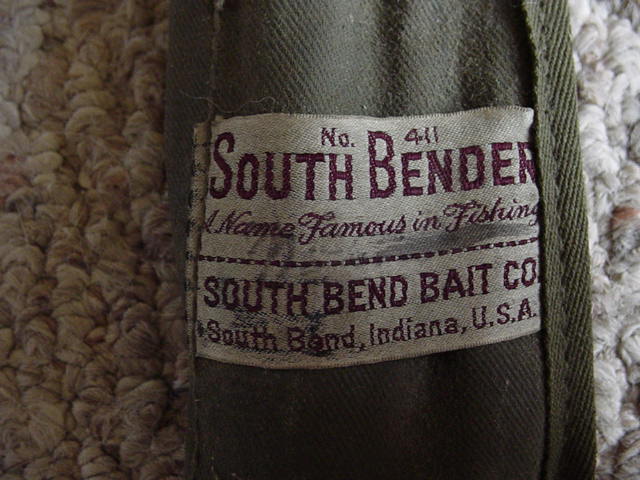 No. 411
SOUTH BENDER
A Name Famous in Fishing
SOUTH BEND BAIT CO.
South Bend, Indiana, U.S.A.